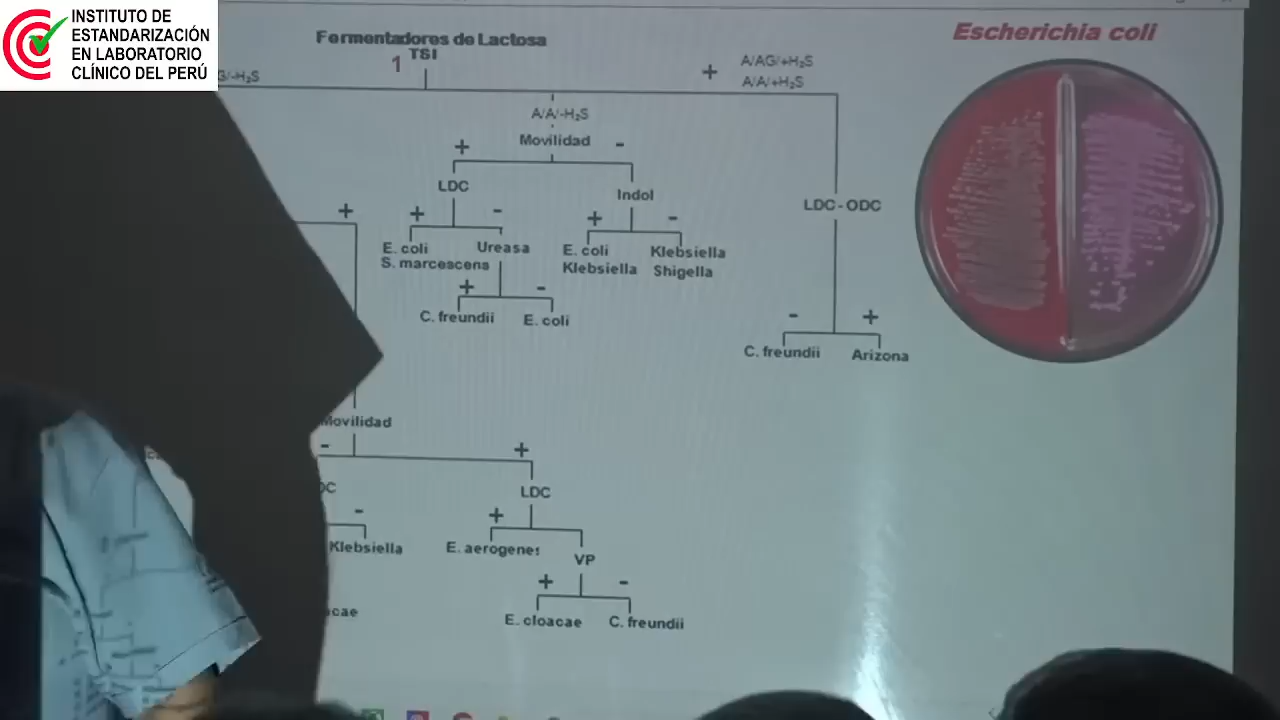 INSTITUTO DE
ESTANDARIZACIÓN
EN LABORATORIO
CLÍNICO DEL PERÚ
Fermentadores de Lactosa
1 TSI
/-H₂S
+ A/AG/+H₂S
A/A/+H₂S
Escherichia coli
A/A/-H₂S
+ Movilidad -
LDC
Indol
LDC - ODC
+
+ -
+ -
E. coli
S. marcescens
Ureasa
E. coli
Klebsiella
Klebsiella
Shigella
+ -
C. freundii
E. coli
- +
C. freundii
Arizona
Movilidad
- +
LDC
-
+
Klebsiella
E. aerogenes
VP
+ -
cae
E. cloacae
C. freundii